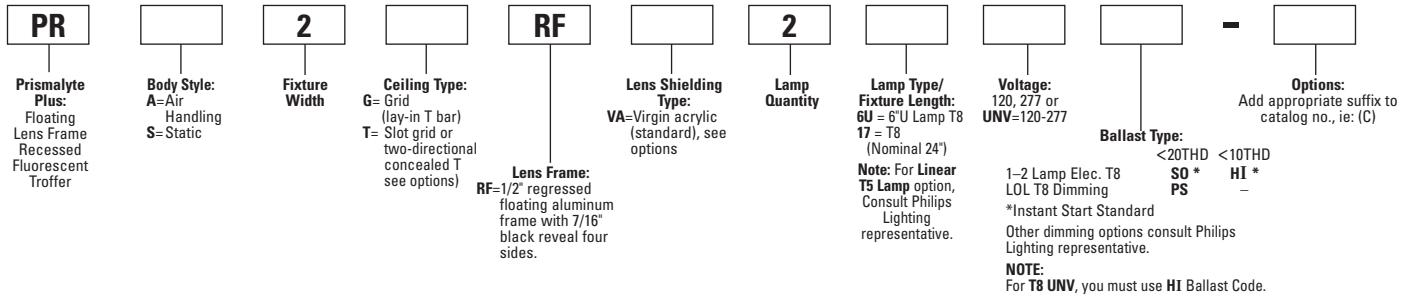 PR
2
RF
2
–
Prismalyte
Plus:
Floating
Lens Frame
Recessed
Fluorescent
Troffer
Body Style:
A=Air
Handling
S=Static
Fixture
Width
Ceiling Type:
G= Grid
(lay-in T bar)
T= Slot grid or
two-directional
concealed T
see options)
Lens Frame:
RF=1/2" regressed
floating aluminum
frame with 7/16"
black reveal four
sides.
Lens Shielding
Type:
VA=Virgin acrylic
(standard), see
options
Lamp
Quantity
Lamp Type/
Fixture Length:
6U = 6"U Lamp T8
17 = T8
(Nominal 24")
Note: For Linear
T5 Lamp option,
Consult Philips
Lighting
representative.
Voltage:
120, 277 or
UNV=120-277
Ballast Type:
<20THD <10THD
1–2 Lamp Elec. T8 SO * HI *
LOL T8 Dimming PS –
*Instant Start Standard
Other dimming options consult Philips
Lighting representative.
NOTE:
For T8 UNV, you must use HI Ballast Code.
Options:
Add appropriate suffix to
catalog no., ie: (C)